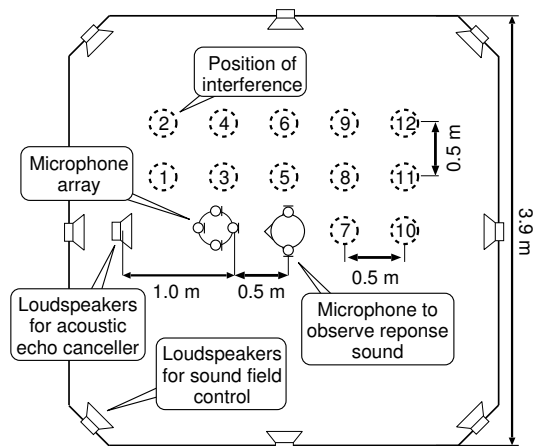 Position of
interference
2
4
6
9
12
Microphone
array
1
3
5
8
11
0.5 m
7
10
3.9 m
1.0 m
0.5 m
0.5 m
Loudspeakers
for acoustic
echo canceller
Microphone to
observe reponse
sound
Loudspeakers
for sound field
control